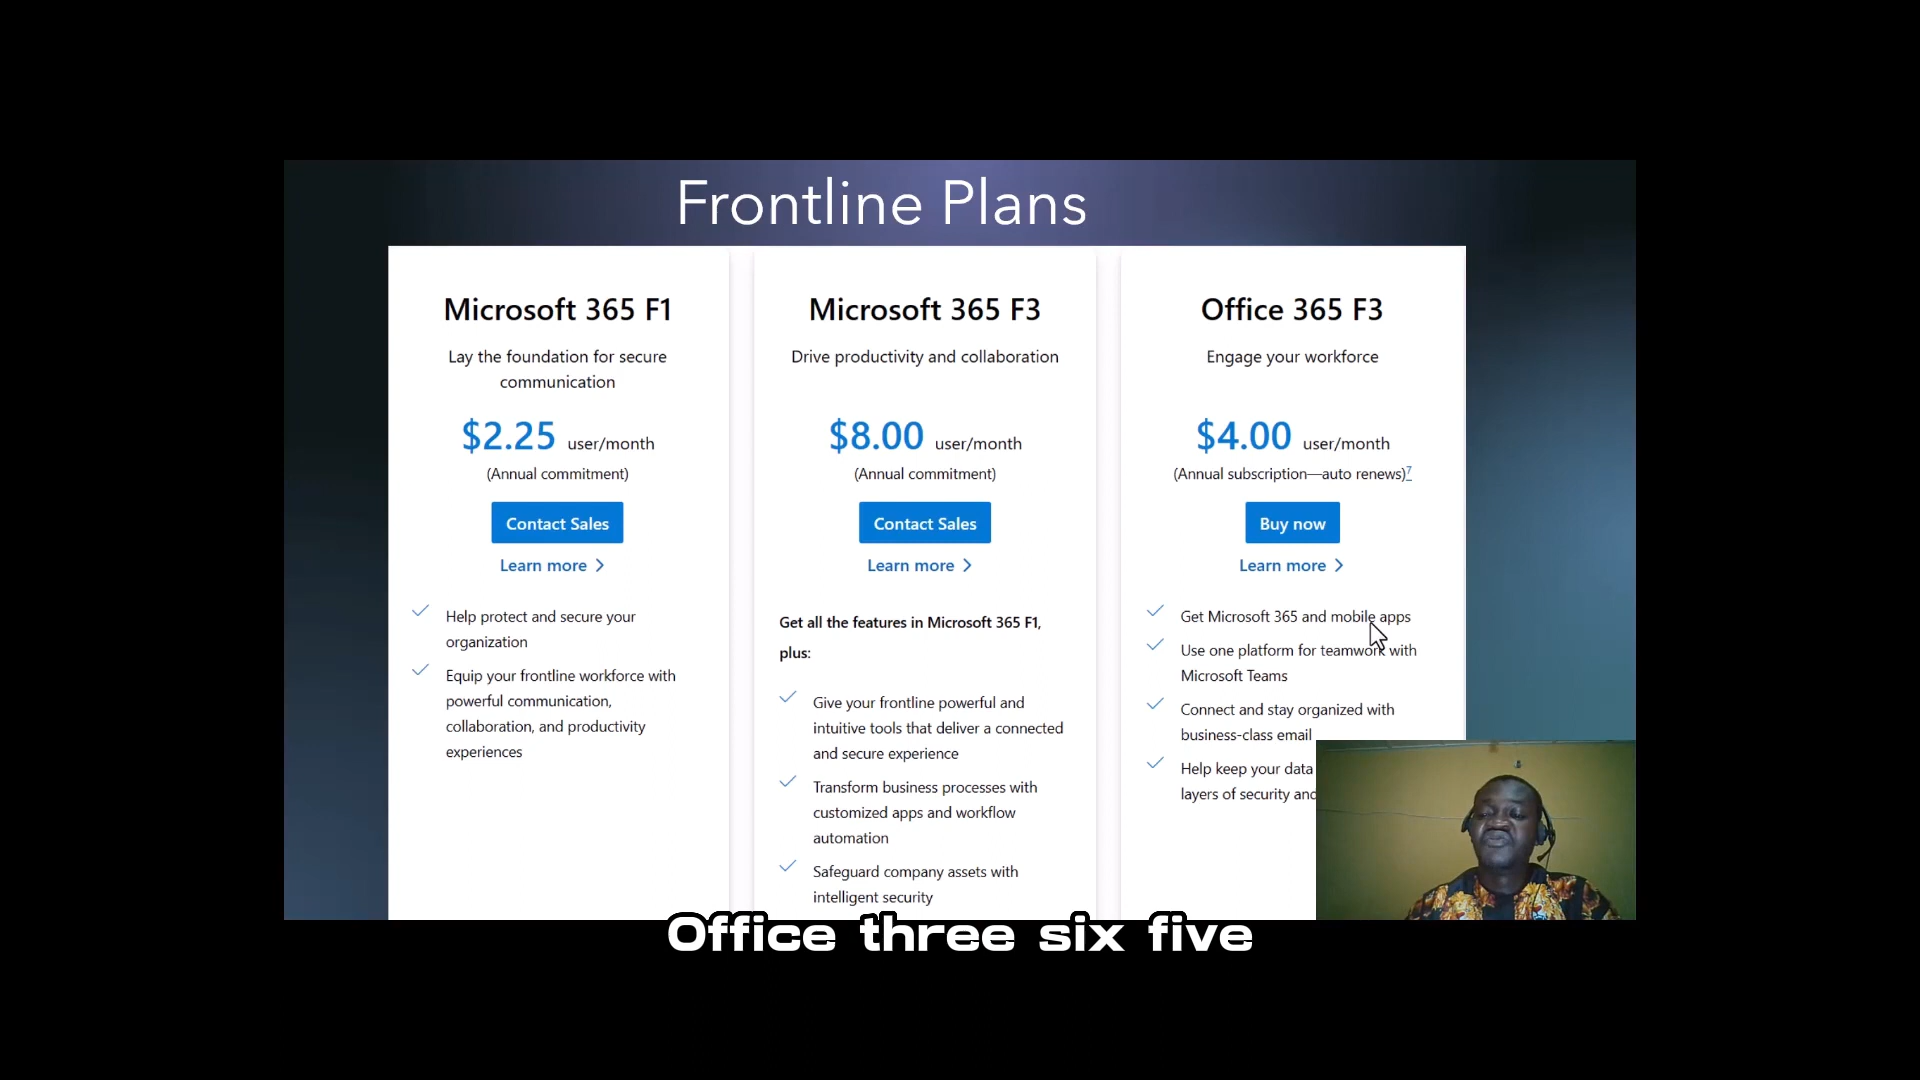 Frontline Plans
Microsoft 365 F1
Lay the foundation for secure
communication
$2.25 user/month
(Annual commitment)
Contact Sales
Learn more
Help protect and secure your
organization
Equip your frontline workforce with
powerful communication,
collaboration, and productivity
experiences
Microsoft 365 F3
Drive productivity and collaboration
$8.00 user/month
(Annual commitment)
Contact Sales
Learn more
Get all the features in Microsoft 365 F1,
plus:
Give your frontline powerful and
intuitive tools that deliver a connected
and secure experience
Transform business processes with
customized apps and workflow
automation
Safeguard company assets with
intelligent security
Office 365 F3
Engage your workforce
$4.00 user/month
(Annual subscription—auto renews)7
Buy now
Learn more
Get Microsoft 365 and mobile apps
Use one platform for teamwork with
Microsoft Teams
Connect and stay organized with
business-class email
Help keep your data
layers of security and
Office three six five